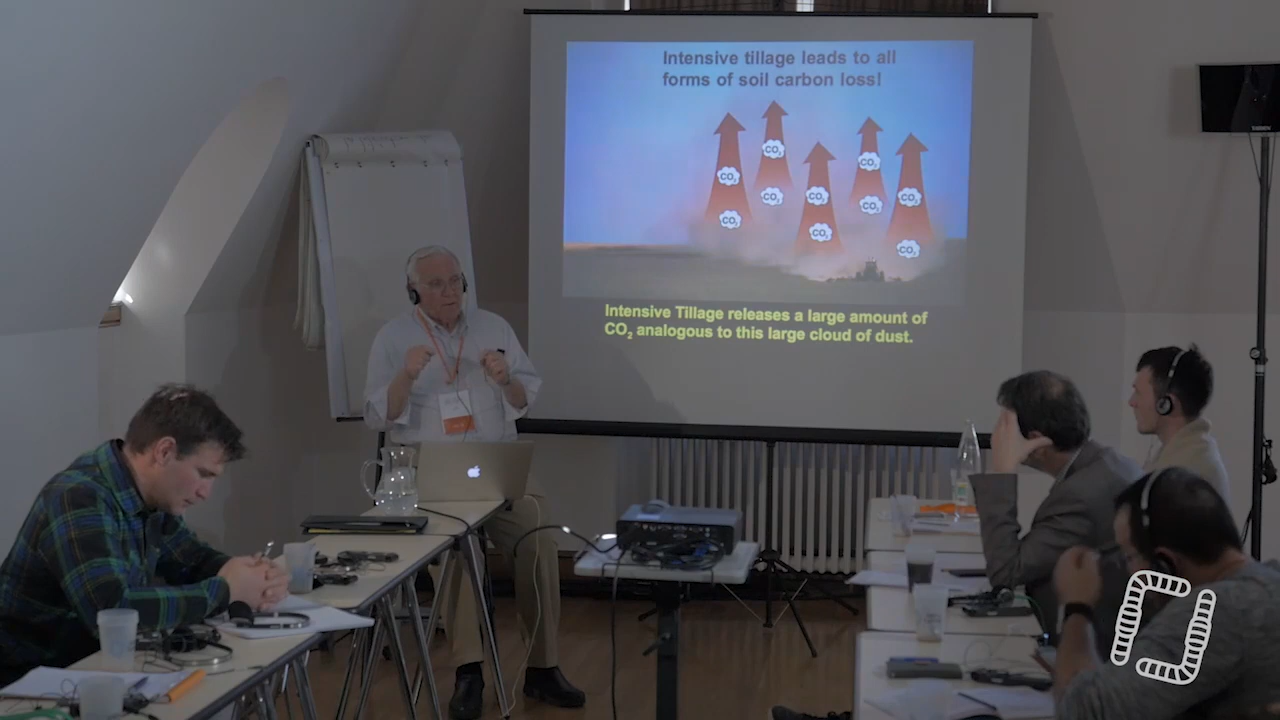 Intensive tillage leads to all
forms of soil carbon loss!
CO₂
CO₂
CO₂
CO₂
CO₂
CO₂
CO₂
CO₂
CO₂
CO₂
Intensive Tillage releases a large amount of
CO₂ analogous to this large cloud of dust.